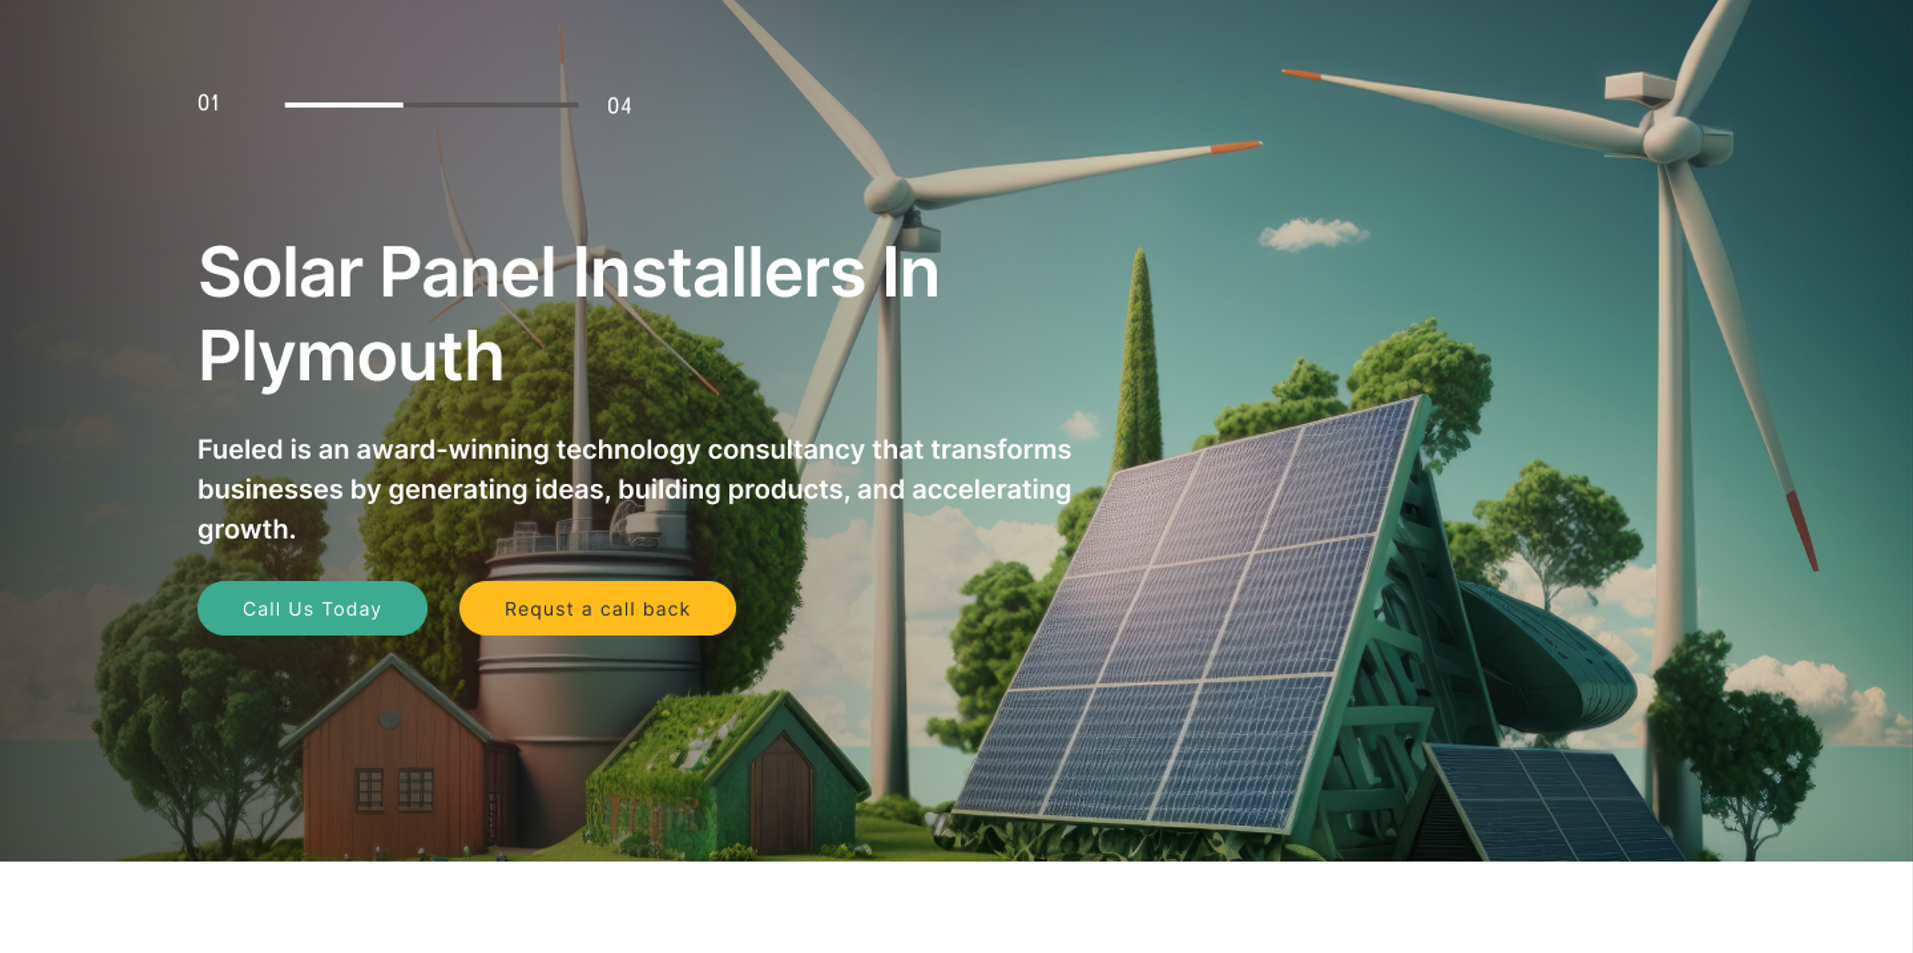 01 04
Solar Panel Installers In
Plymouth
Fueled is an award-winning technology consultancy that transforms
businesses by generating ideas, building products, and accelerating
growth.
Call Us Today Requst a call back